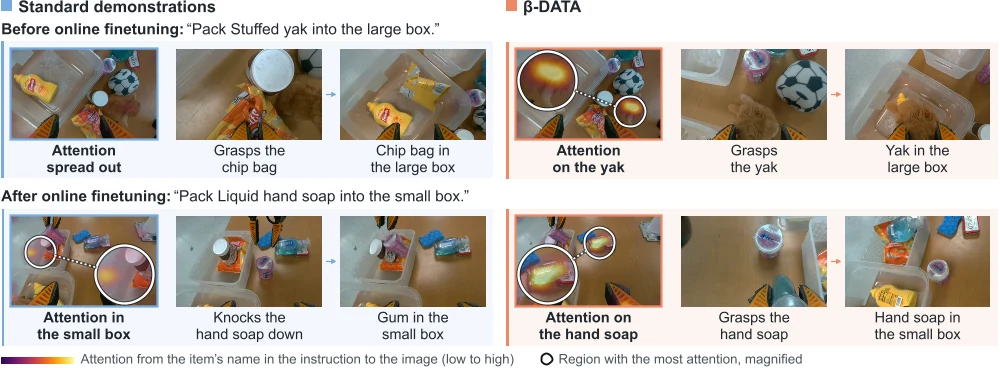 Standard demonstrations
β-DATA
Before online finetuning: “Pack Stuffed yak into the large box.”
Attention
spread out
Grasps the
chip bag
Chip bag in
the large box
Attention
on the yak
Grasps
the yak
Yak in the
large box
After online finetuning: “Pack Liquid hand soap into the small box.”
Attention in
the small box
Knocks the
hand soap down
Gum in the
small box
Attention on
the hand soap
Grasps the
hand soap
Hand soap in
the small box
Attention from the item’s name in the instruction to the image (low to high)
Region with the most attention, magnified